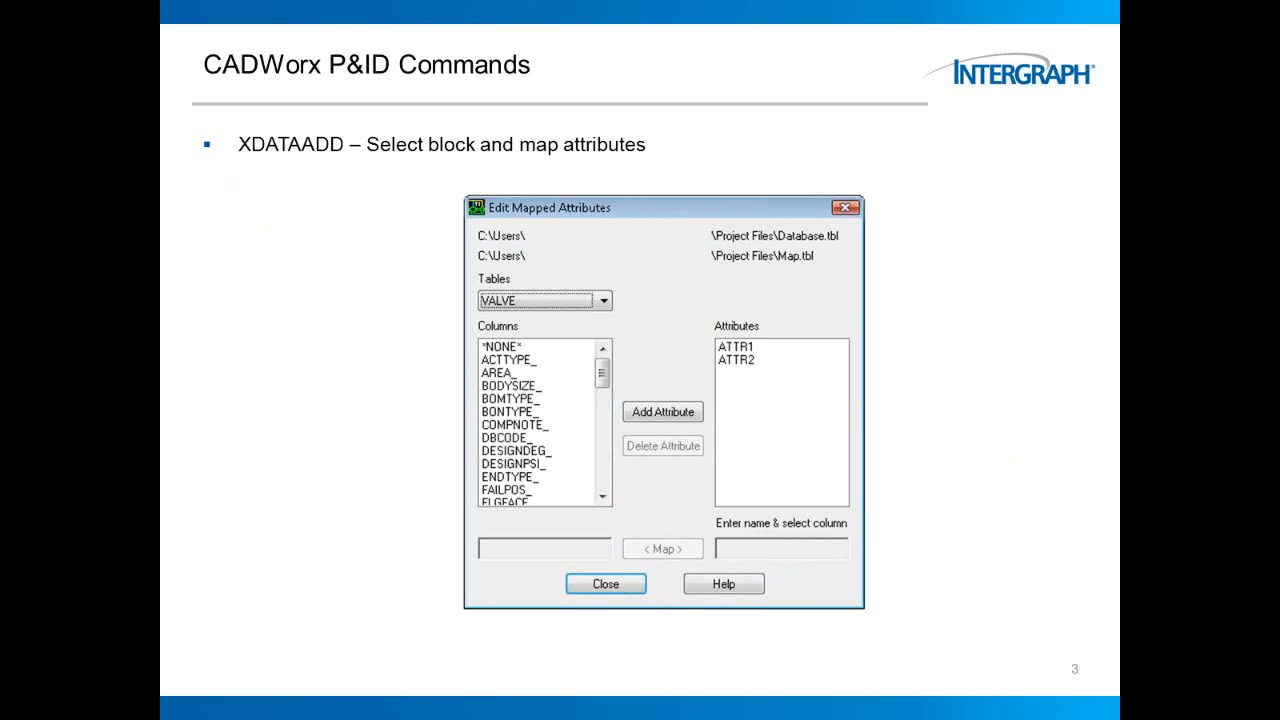 CADWorx P&ID Commands
INTERGRAPH
XDATAADD – Select block and map attributes
Edit Mapped Attributes
C:\Users\ \Project Files\Database.tbl
C:\Users\ \Project Files\Map.tbl
Tables
VALVE
Columns
*NONE*
ACTTYPE_
AREA_
BODYSIZE_
BOMTYPE_
BONTYPE_
COMPNOTE_
DBCODE_
DESIGNDEG_
DESIGNPSI_
ENDTYPE_
FAILPOS_
FLGFACE
Add Attribute
Delete Attribute
Attributes
ATTR1
ATTR2
Enter name & select column
< Map >
Close Help
3